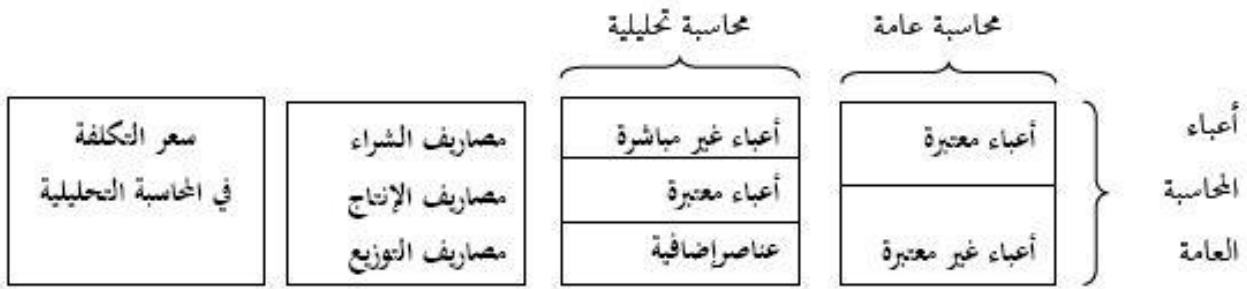 محاسبة عامة
محاسبة تحليلية
أعباء
المحاسبة
العامة
أعباء معتبرة
أعباء غير معتبرة
أعباء غير مباشرة
أعباء معتبرة
عناصر إضافية
مصاريف الشراء
مصاريف الإنتاج
مصاريف التوزيع
سعر التكلفة
في المحاسبة التحليلية